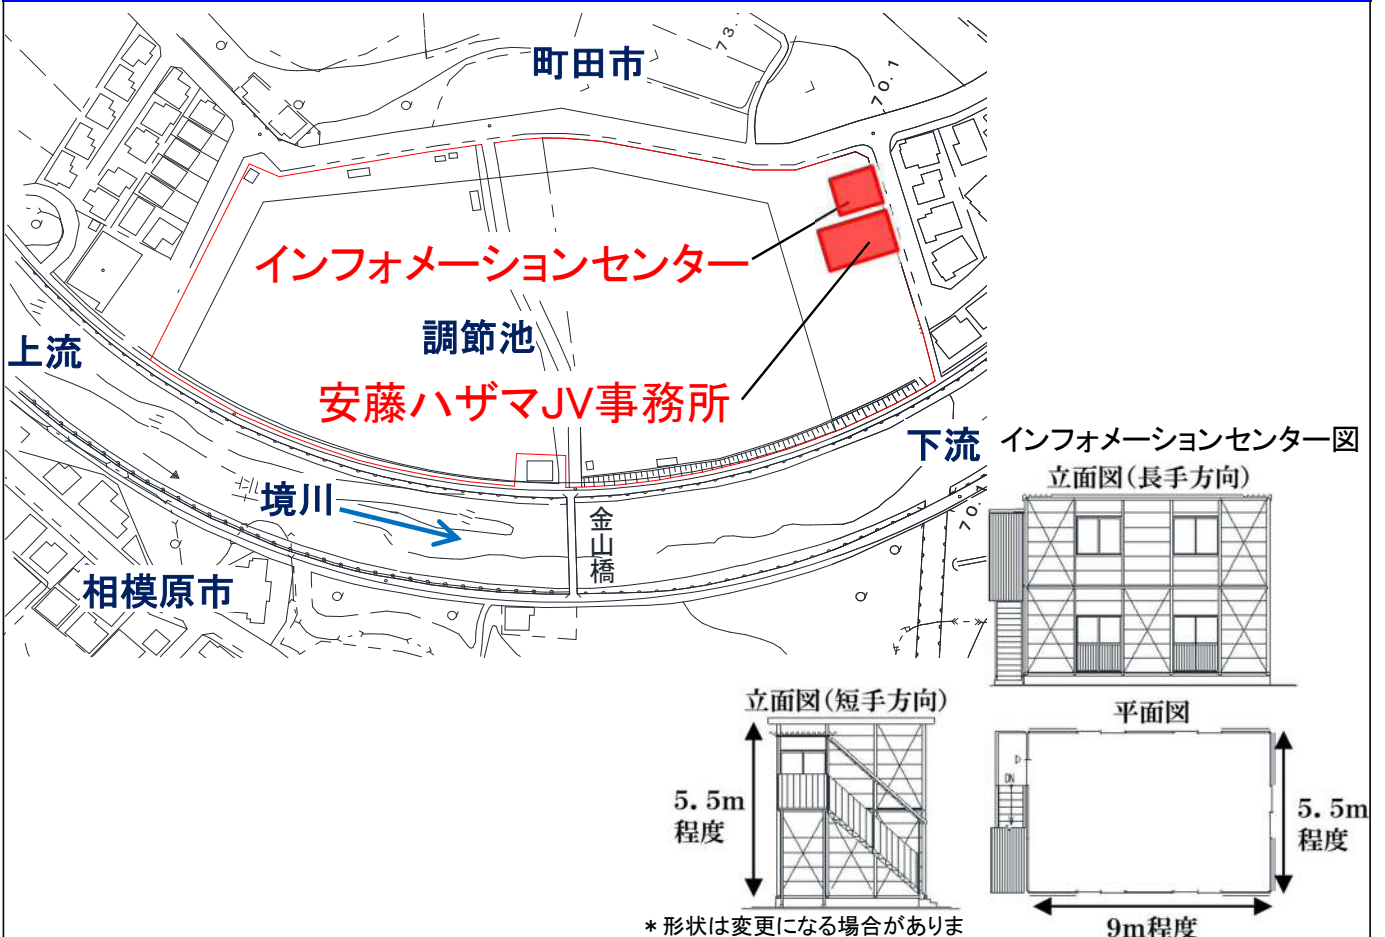 町田市
73.
70.1
インフォメーションセンター
調節池
上流
安藤ハザマJV事務所
下流
境川
金山橋
70.
相模原市
インフォメーションセンター図
立面図(長手方向)
立面図(短手方向)
5.5m
程度
平面図
DN
5.5m
程度
9m程度
*形状は変更になる場合がありま